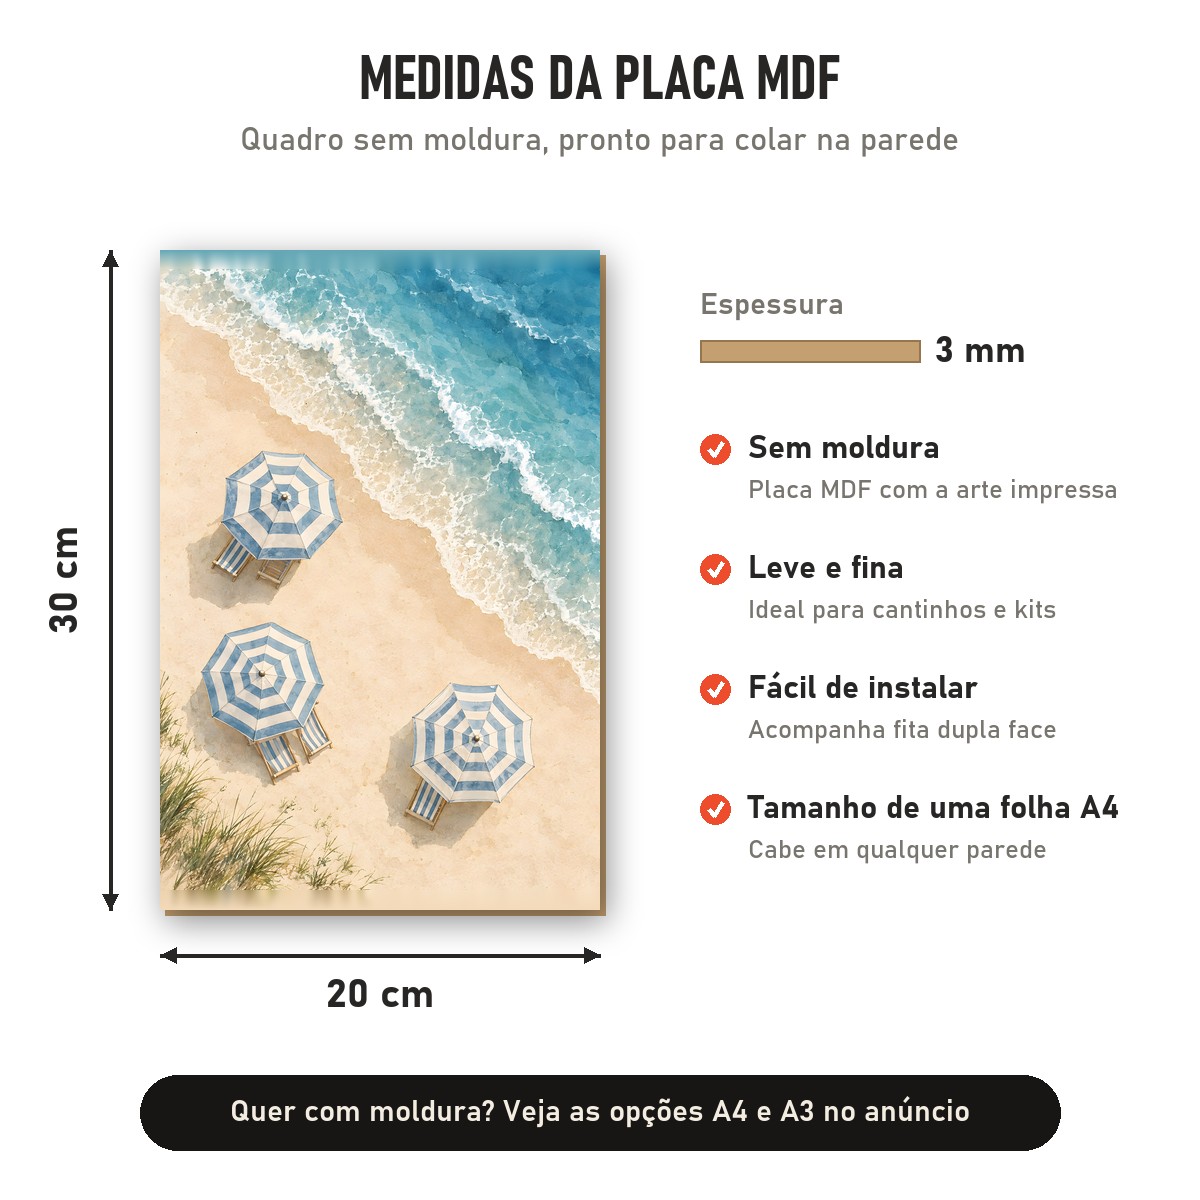 MEDIDAS DA PLACA MDF
Quadro sem moldura, pronto para colar na parede
30 cm
20 cm
Espessura
3 mm
Sem moldura
Placa MDF com a arte impressa
Leve e fina
Ideal para cantinhos e kits
Fácil de instalar
Acompanha fita dupla face
Tamanho de uma folha A4
Cabe em qualquer parede
Quer com moldura? Veja as opções A4 e A3 no anúncio